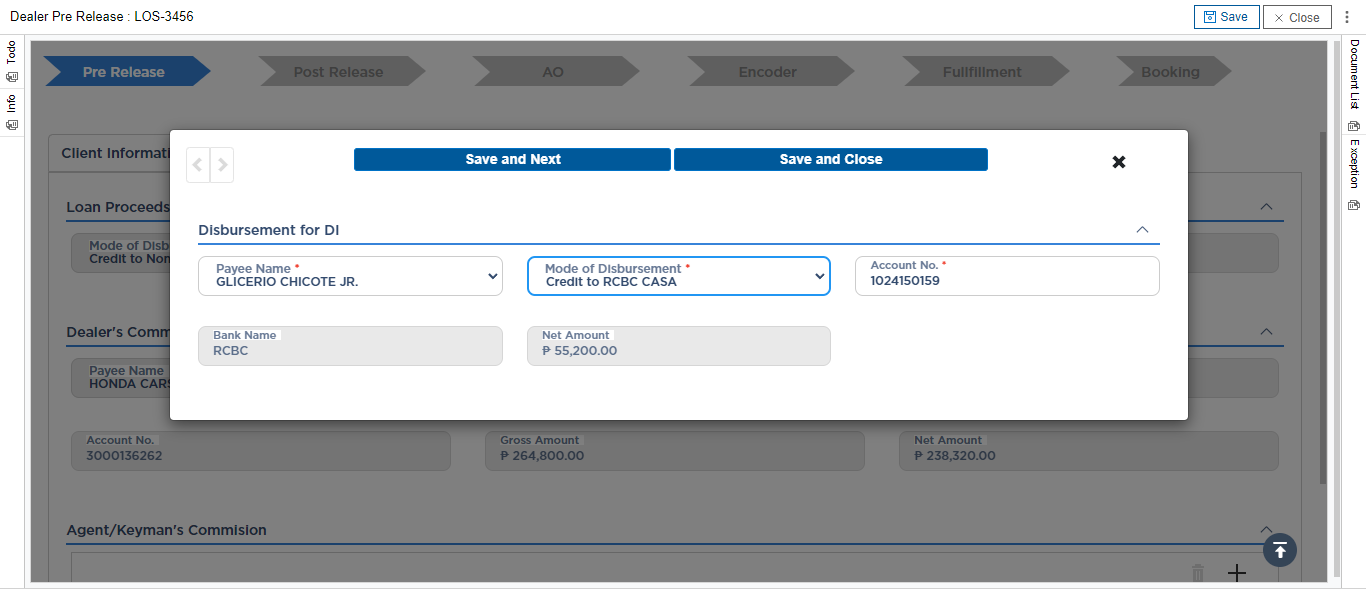 Dealer Pre Release : LOS-3456
Save
Close
Todo
Info
Document List
Exception
Pre Release
Post Release
AO
Encoder
Fullfillment
Booking
Client Informati
Save and Next
Save and Close
Loan Proceeds
Mode of Disb
Credit to Non
Disbursement for DI
Payee Name *
GLICERIO CHICOTE JR.
Mode of Disbursement *
Credit to RCBC CASA
Account No. *
1024150159
Bank Name
RCBC
Net Amount
₱ 55,200.00
Dealer's Comm
Payee Name
HONDA CARS
Account No.
3000136262
Gross Amount
₱ 264,800.00
Net Amount
₱ 238,320.00
Agent/Keyman's Commision